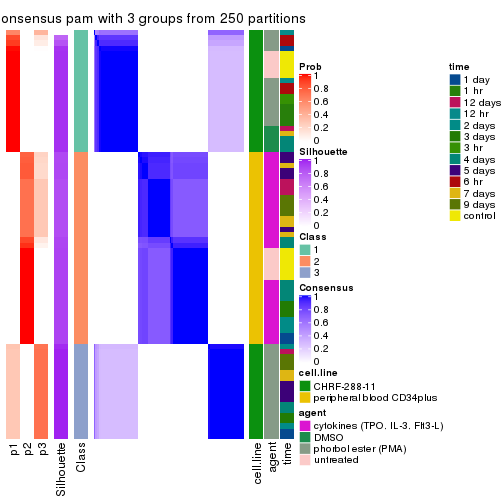 onsensus pam with 3 groups from 250 partitions
p1
p2
p3
Silhouette
Class
cell.line
agent
time
Prob
1
0.8
0.6
0.4
0.2
0
Silhouette
1
0.8
0.6
0.4
0.2
0
Class
1
2
3
Consensus
1
0.8
0.6
0.4
0.2
0
cell.line
CHRF-288-11
peripheral blood CD34plus
agent
cytokines (TPO, IL-3, Flt3-L)
DMSO
phorbol ester (PMA)
untreated
time
1 day
1 hr
12 days
12 hr
2 days
3 days
3 hr
4 days
5 days
6 hr
7 days
9 days
control